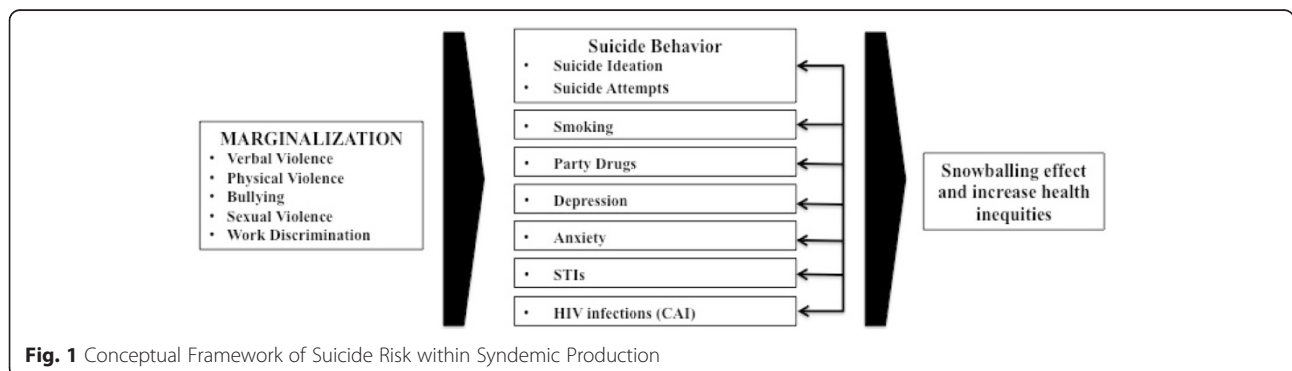 MARGINALIZATION
• Verbal Violence
• Physical Violence
• Bullying
• Sexual Violence
• Work Discrimination
Suicide Behavior
• Suicide Ideation
• Suicide Attempts
• Smoking
• Party Drugs
• Depression
• Anxiety
• STIs
• HIV infections (CAI)
Snowballing effect
and increase health
inequities
Fig. 1 Conceptual Framework of Suicide Risk within Syndemic Production